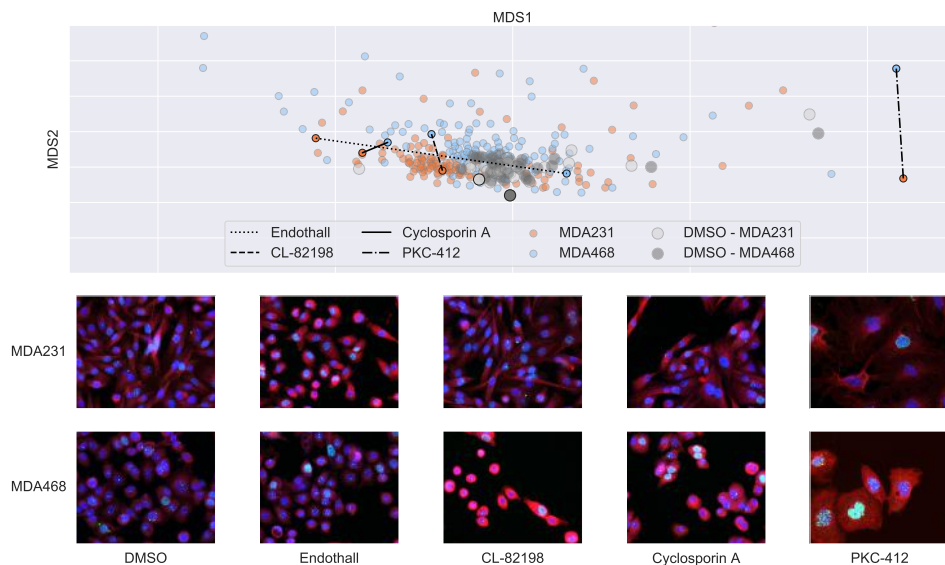 MDS1
MDS2
Endothall
CL-82198
Cyclosporin A
PKC-412
MDA231
MDA468
DMSO - MDA231
DMSO - MDA468
MDA231
MDA468
DMSO
Endothall
CL-82198
Cyclosporin A
PKC-412